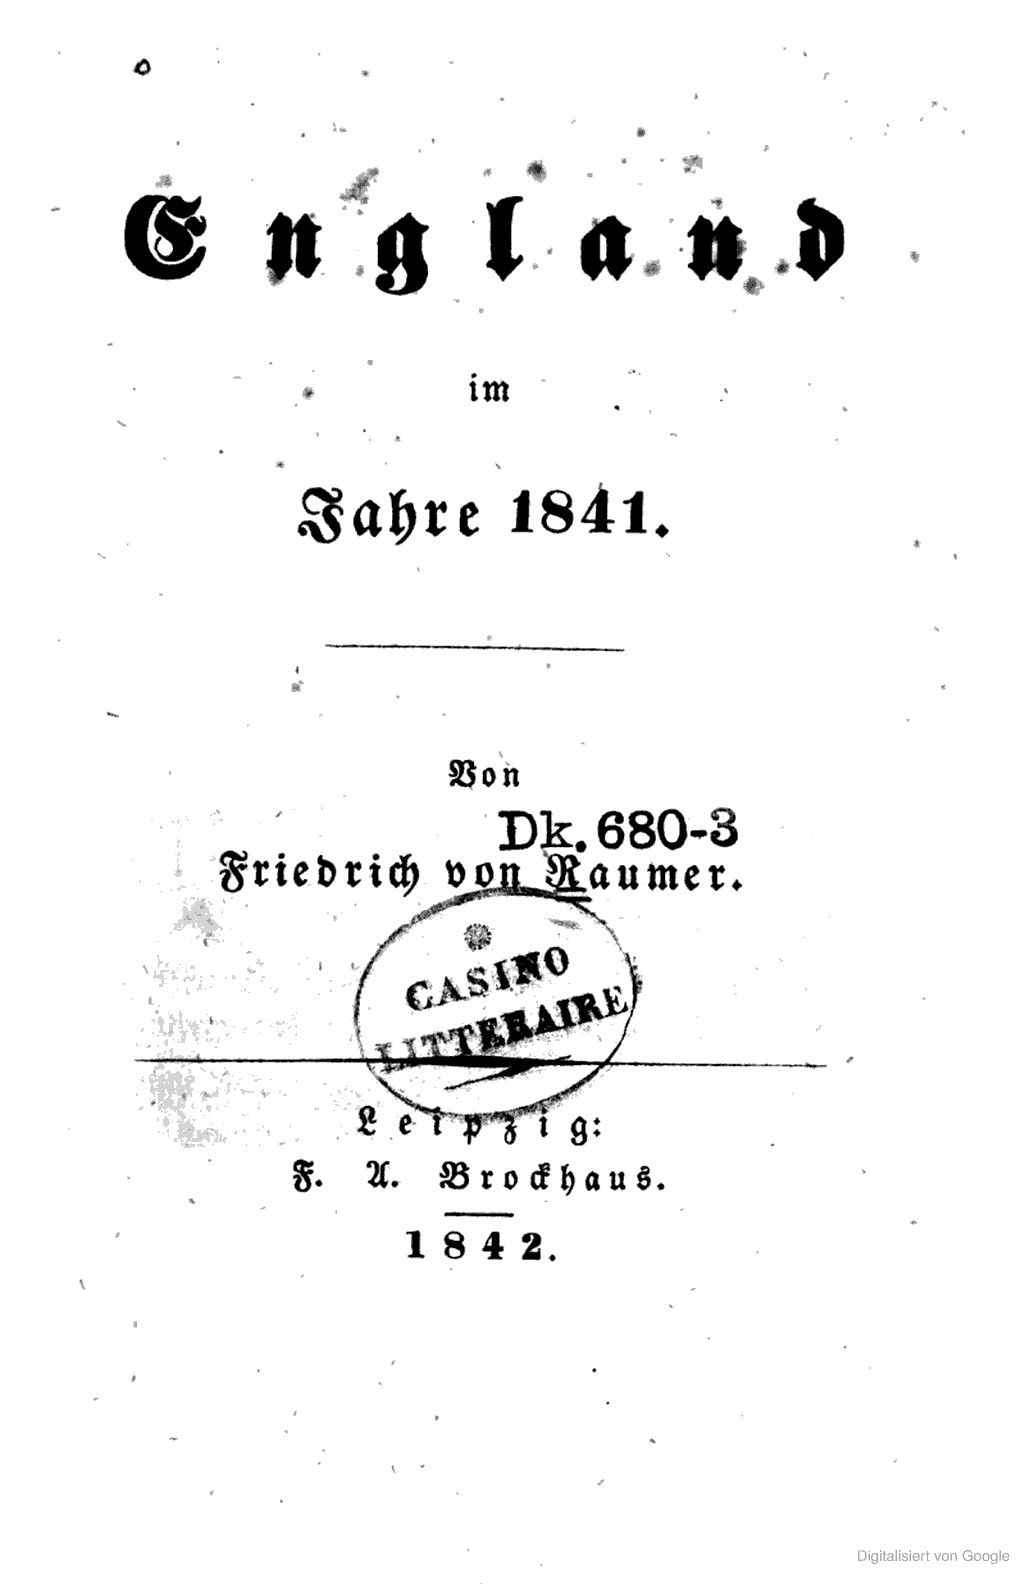 England
im
Jahre 1841.
Von
Dk. 680-3
Friedrich von Raumer.
CASINO
LITTERAIRE
Leipzig:
F. A. Brockhaus.
1842.
Digitalisiert von Google